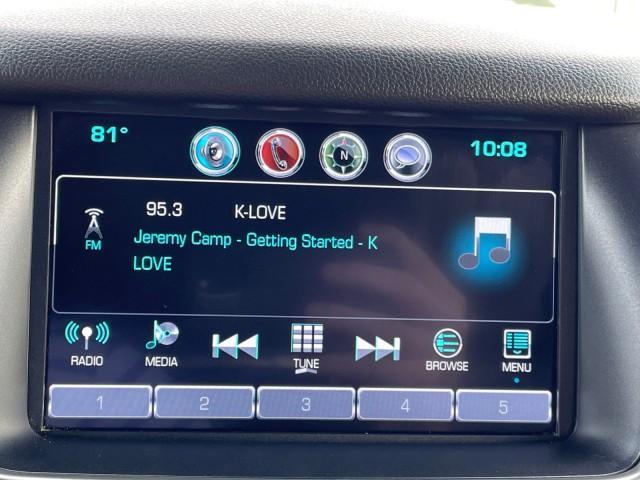 81° 10:08
N
95.3 K-LOVE
FM
Jeremy Camp - Getting Started - K
LOVE
RADIO MEDIA TUNE BROWSE MENU
1 2 3 4 5